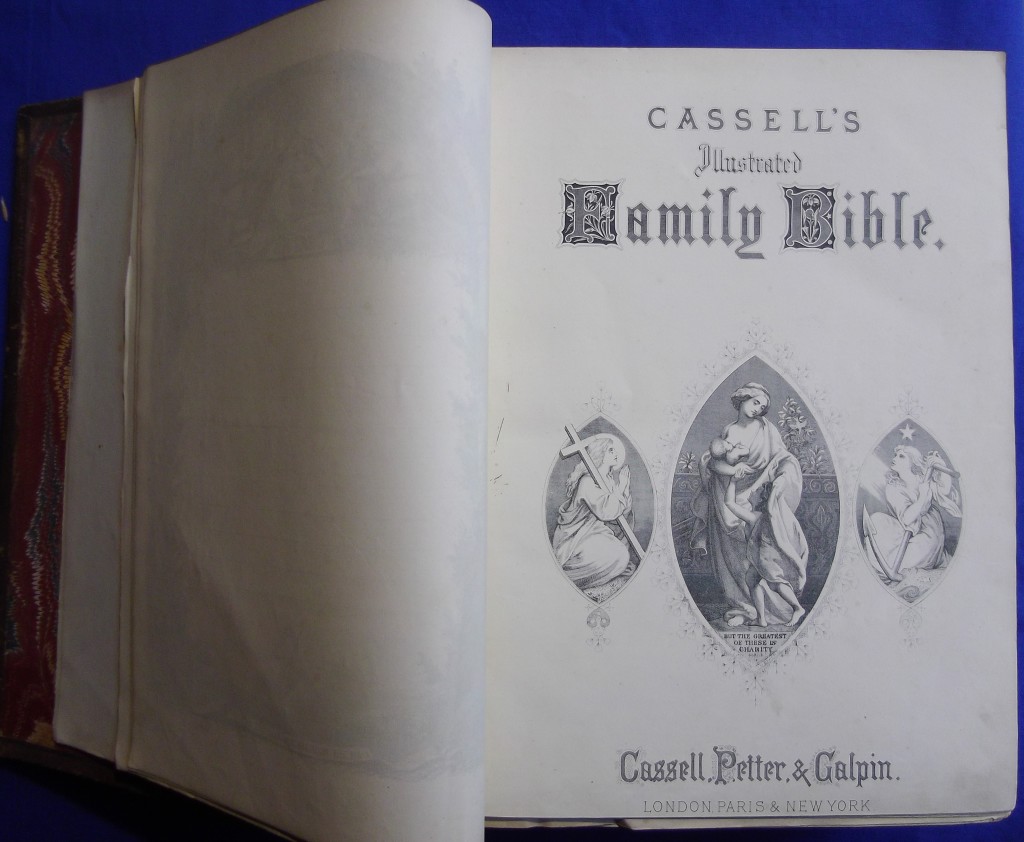 CASSELL'S
Illustrated
Family Bible.
BUT THE GREATEST
OF THESE IS
CHARITY
Cassell, Petter, & Galpin.
LONDON, PARIS & NEW YORK